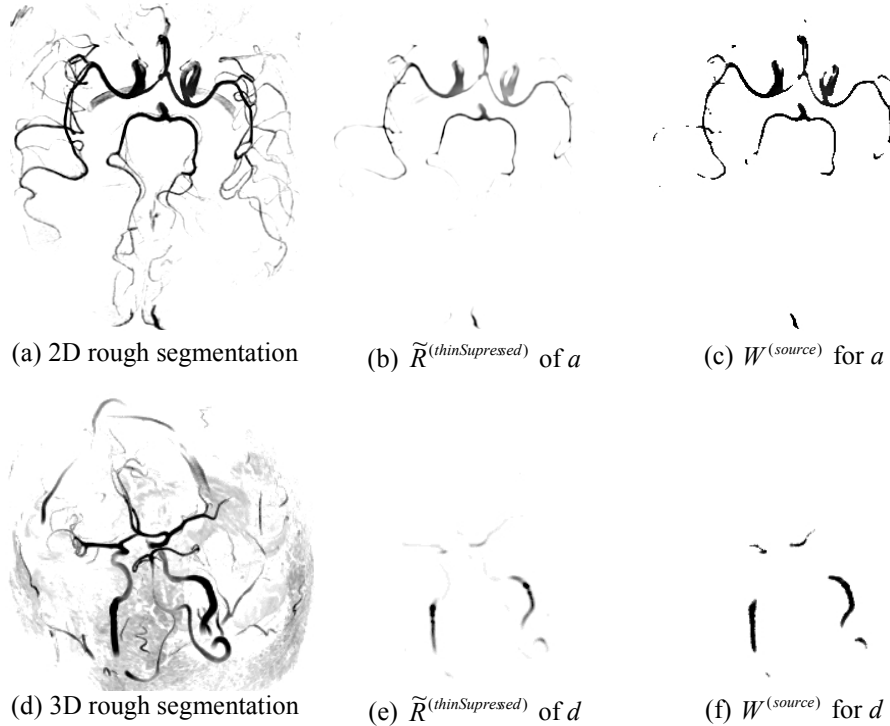 (a) 2D rough segmentation
(b) R̃^(thinSupressed) of a
(c) W^(source) for a
(d) 3D rough segmentation
(e) R̃^(thinSupressed) of d
(f) W^(source) for d